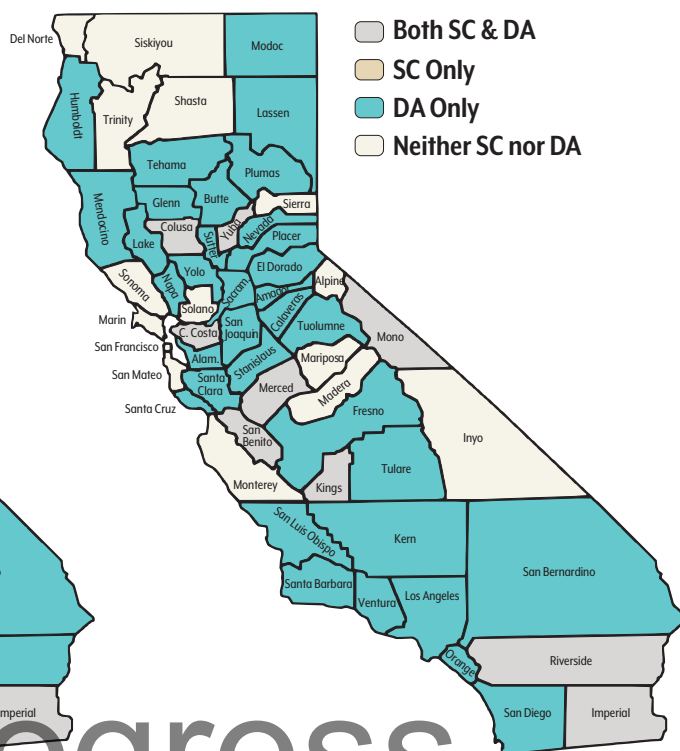 Both SC & DA
SC Only
DA Only
Neither SC nor DA
Del Norte
Siskiyou
Modoc
Humboldt
Trinity
Shasta
Lassen
Tehama
Plumas
Mendocino
Glenn
Butte
Sierra
Colusa
Yuba
Nevada
Lake
Sutter
Placer
Sonoma
Napa
Yolo
Sacram.
El Dorado
Alpine
Amador
Solano
Calaveras
Marin
C. Costa
San
Joaquin
Tuolumne
Mono
San Francisco
Alam.
Stanislaus
Mariposa
San Mateo
Santa
Clara
Merced
Madera
Santa Cruz
Fresno
San
Benito
Inyo
Tulare
Monterey
Kings
San Luis Obispo
Kern
San Bernardino
Santa Barbara
Ventura
Los Angeles
Orange
Riverside
San Diego
Imperial
mperial
ogress